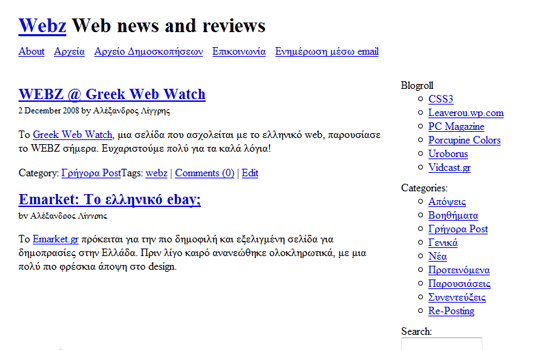 Webz Web news and reviews
About Αρχεία Αρχείο Δημοσκοπήσεων Επικοινωνία Ενημέρωση μέσω email
WEBZ @ Greek Web Watch
2 December 2008 by Αλέξανδρος Λίγγρης
Το Greek Web Watch, μια σελίδα που ασχολείται με το ελληνικό web, παρουσίασε
το WEBZ σήμερα. Ευχαριστούμε πολύ για τα καλά λόγια!
Category: Γρήγορα PostTags: webz | Comments (0) | Edit
Emarket: Το ελληνικό ebay;
by Αλέξανδρος Λίγγρης
Το Emarket.gr πρόκειται για την πιο δημοφιλή και εξελιγμένη σελίδα για
δημοπρασίες στην Ελλάδα. Πριν λίγο καιρό ανανεώθηκε ολοκληρωτικά, με μια
πολύ πιο φρέσκια άποψη στο design.
Blogroll
CSS3
Leaverou.wp.com
PC Magazine
Porcupine Colors
Uroborus
Vidcast.gr
Categories:
Απόψεις
Βοηθήματα
Γρήγορα Post
Γενικά
Νέα
Προτεινόμενα
Παρουσιάσεις
Συνεντεύξεις
Re-Posting
Search: